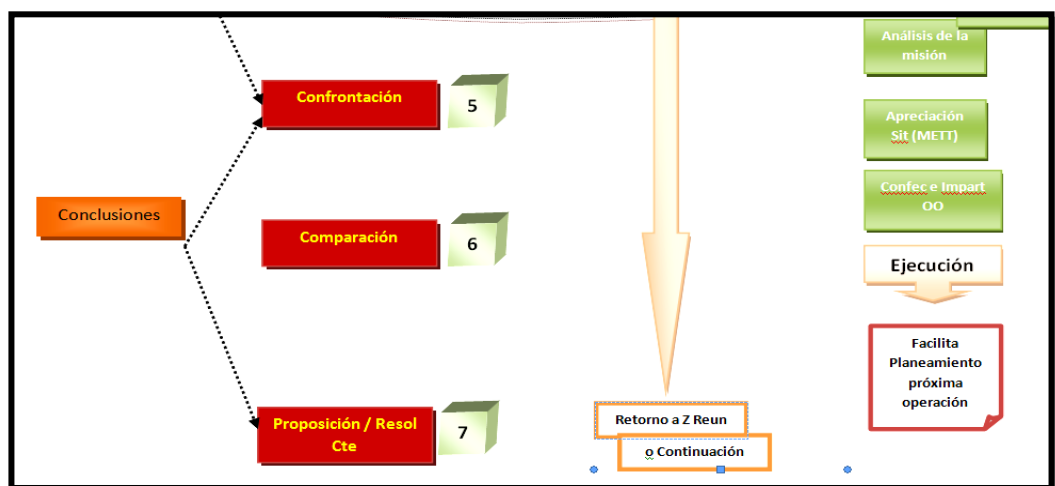 Análisis de la
misión
Confrontación
5
Apreciación
Sit (METT)
Confec e Impart
OO
Conclusiones
Comparación
6
Ejecución
Facilita
Planeamiento
próxima
operación
Proposición / Resol
Cte
7
Retorno a Z Reun
o Continuación